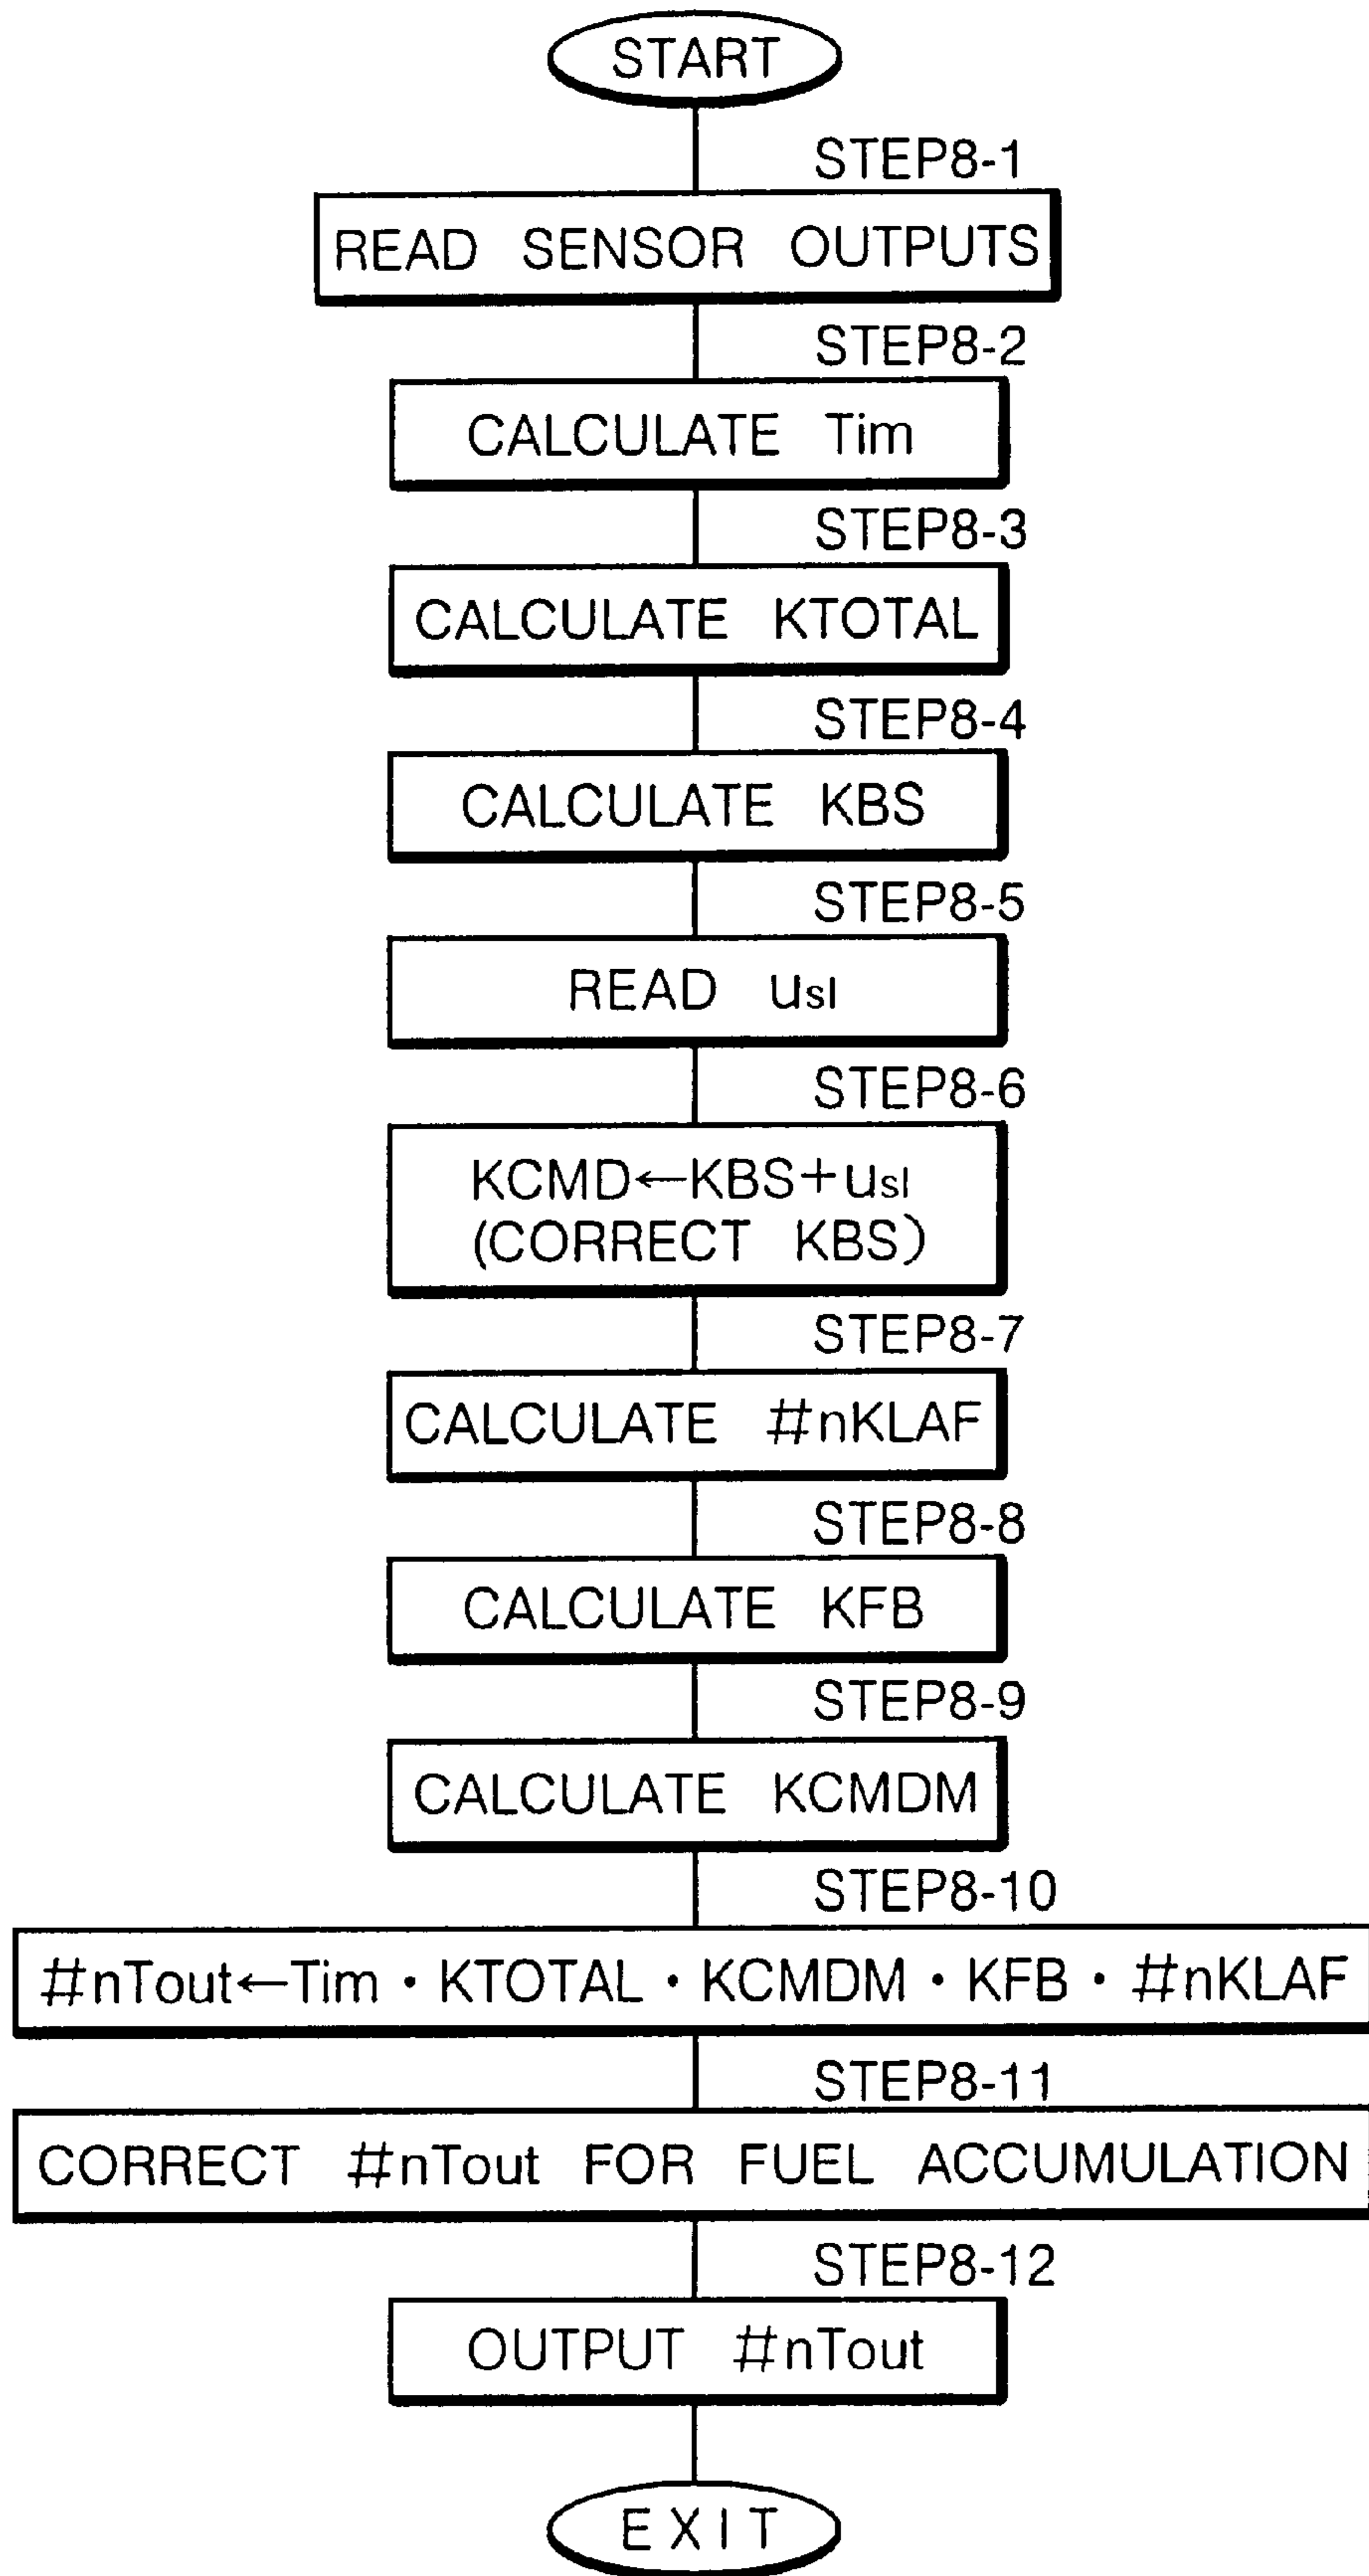 START
STEP8-1
READ SENSOR OUTPUTS
STEP8-2
CALCULATE Tim
STEP8-3
CALCULATE KTOTAL
STEP8-4
CALCULATE KBS
STEP8-5
READ usl
STEP8-6
KCMD←KBS+usl
(CORRECT KBS)
STEP8-7
CALCULATE #nKLAF
STEP8-8
CALCULATE KFB
STEP8-9
CALCULATE KCMDM
STEP8-10
#nTout←Tim · KTOTAL · KCMDM · KFB · #nKLAF
STEP8-11
CORRECT #nTout FOR FUEL ACCUMULATION
STEP8-12
OUTPUT #nTout
EXIT